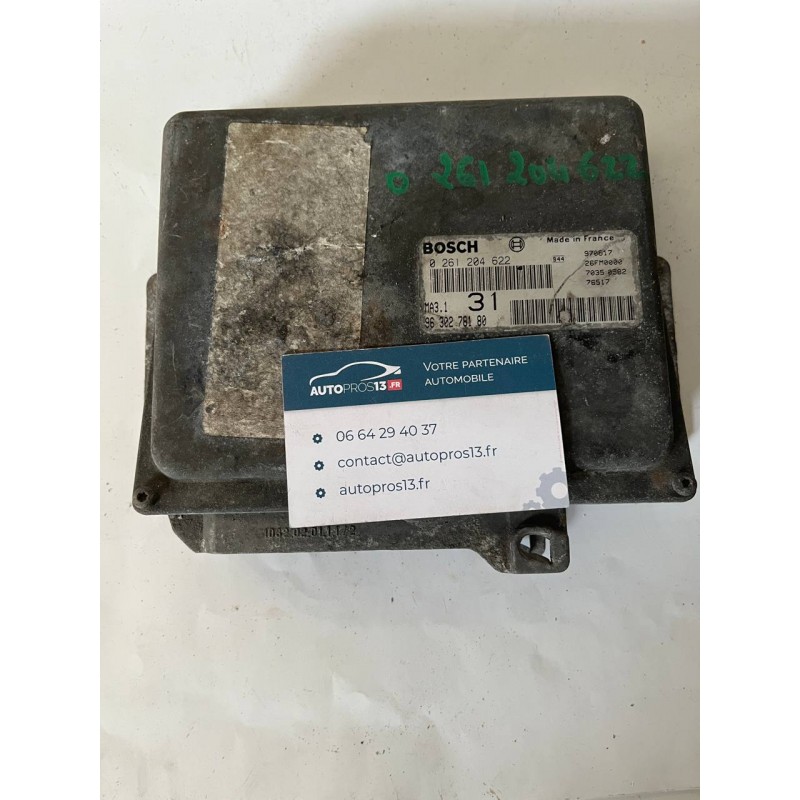 0 261 204 622
BOSCH Made in France
0 261 204 622 944 970617
26FM0000
7035 0382
76517
MA3.1 31
96 302 781 80
VOTRE PARTENAIRE
AUTOMOBILE
AUTOPROS13.FR
06 64 29 40 37
contact@autopros13.fr
autopros13.fr